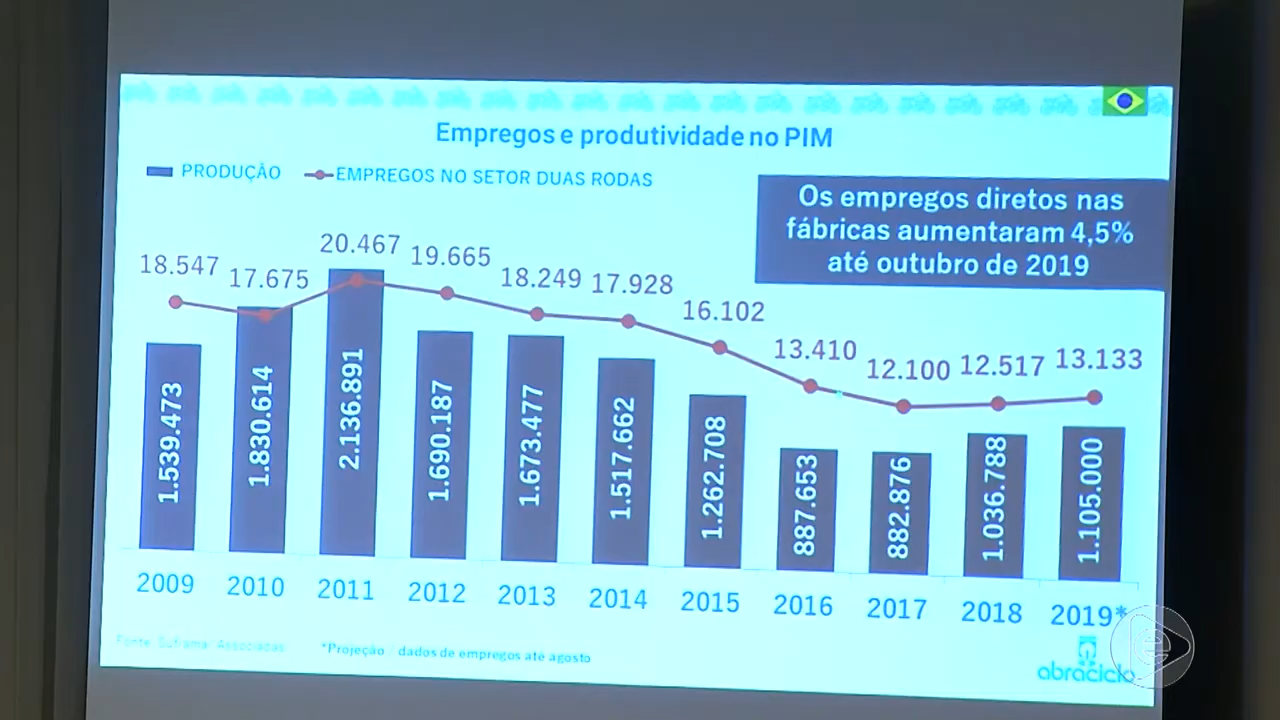 Empregos e produtividade no PIM
PRODUÇÃO
EMPREGOS NO SETOR DUAS RODAS
Os empregos diretos nas
fábricas aumentaram 4,5%
até outubro de 2019
18.547 17.675 20.467 19.665 18.249 17.928 16.102 13.410 12.100 12.517 13.133
1.539.473 1.830.614 2.136.891 1.690.187 1.673.477 1.517.662 1.262.708 887.653 882.876 1.036.788 1.105.000
2009 2010 2011 2012 2013 2014 2015 2016 2017 2018 2019*
Fonte: Suframa Associadas
*Projeção dados de empregos até agosto
abraciclo
e